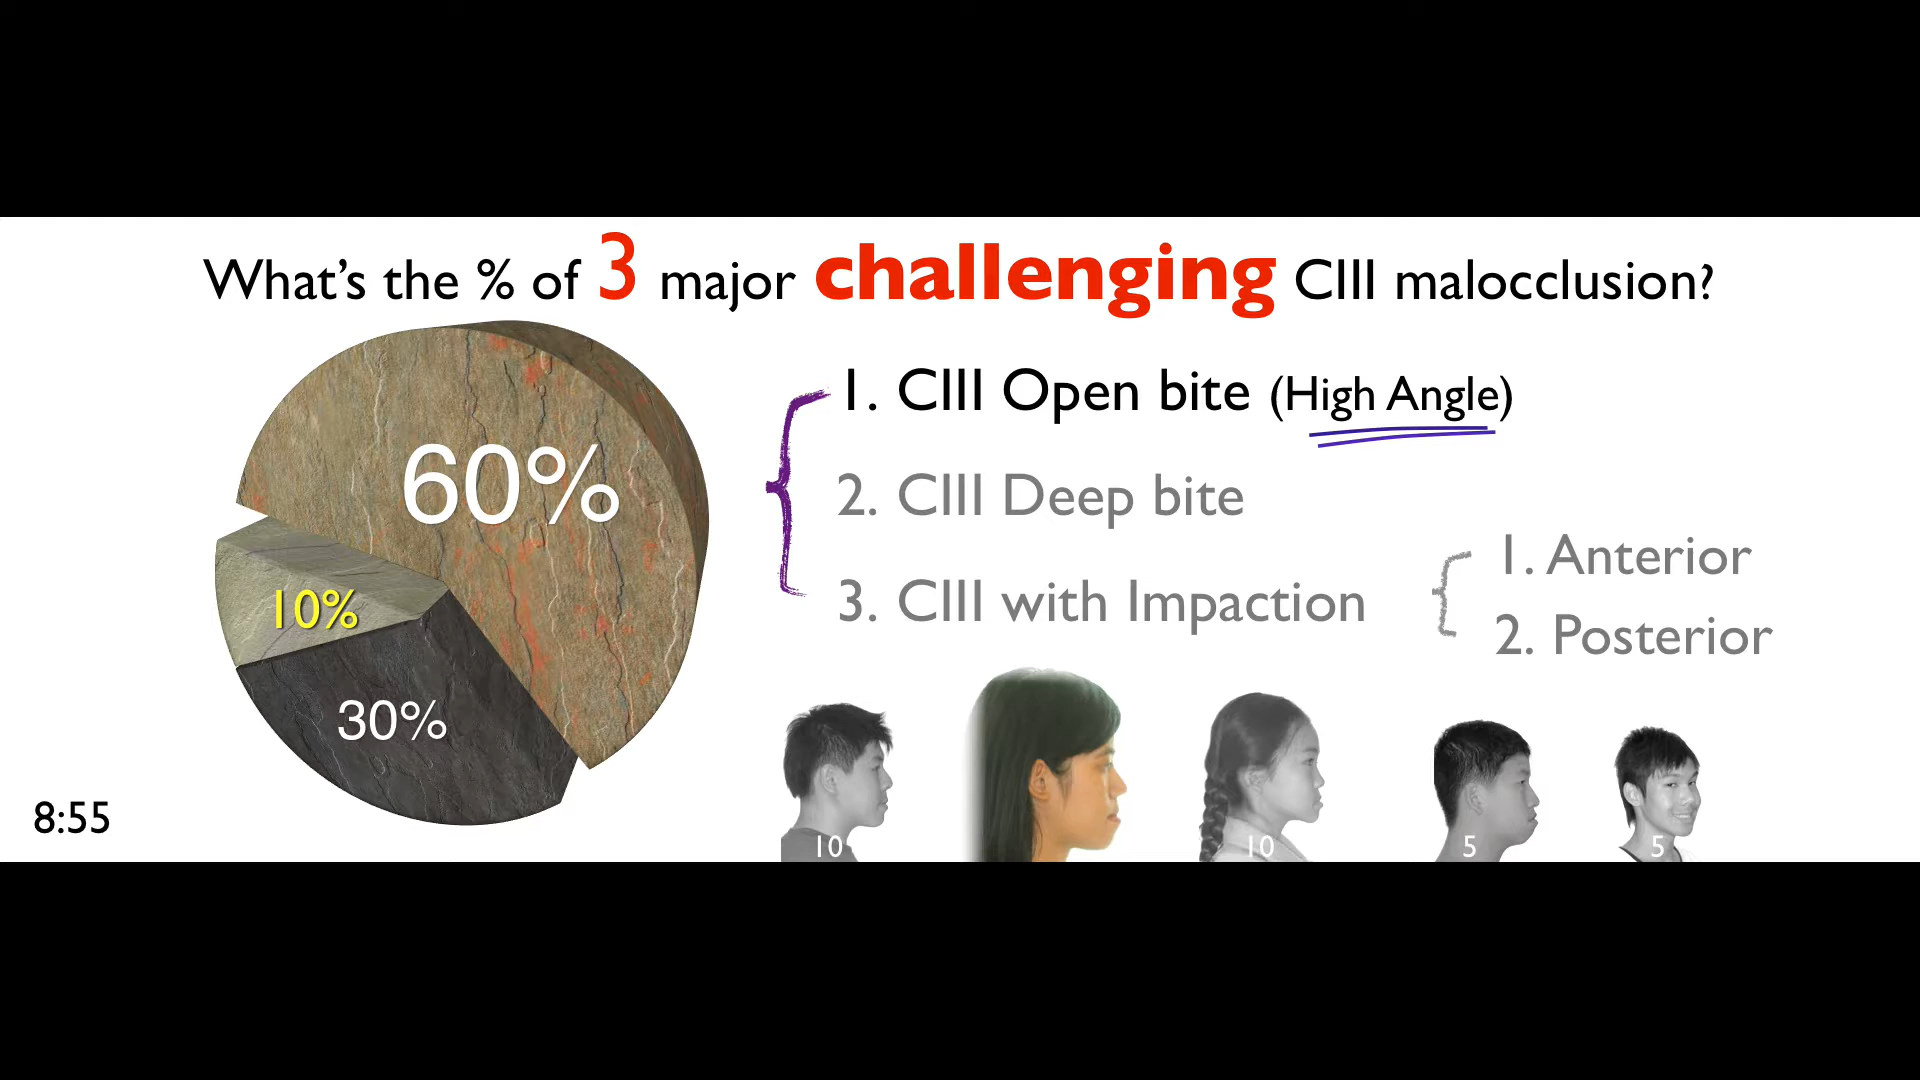 What's the % of 3 major challenging CIII malocclusion?
60%
10%
30%
1. CIII Open bite (High Angle)
2. CIII Deep bite
3. CIII with Impaction
1. Anterior
2. Posterior
8:55
10
10
5
5